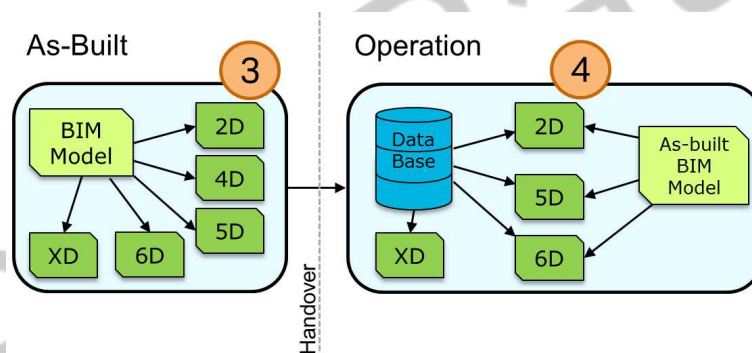 As-Built
3
BIM
Model
2D
4D
5D
XD
6D
Handover
Operation
4
Data
Base
2D
5D
6D
XD
As-built
BIM
Model